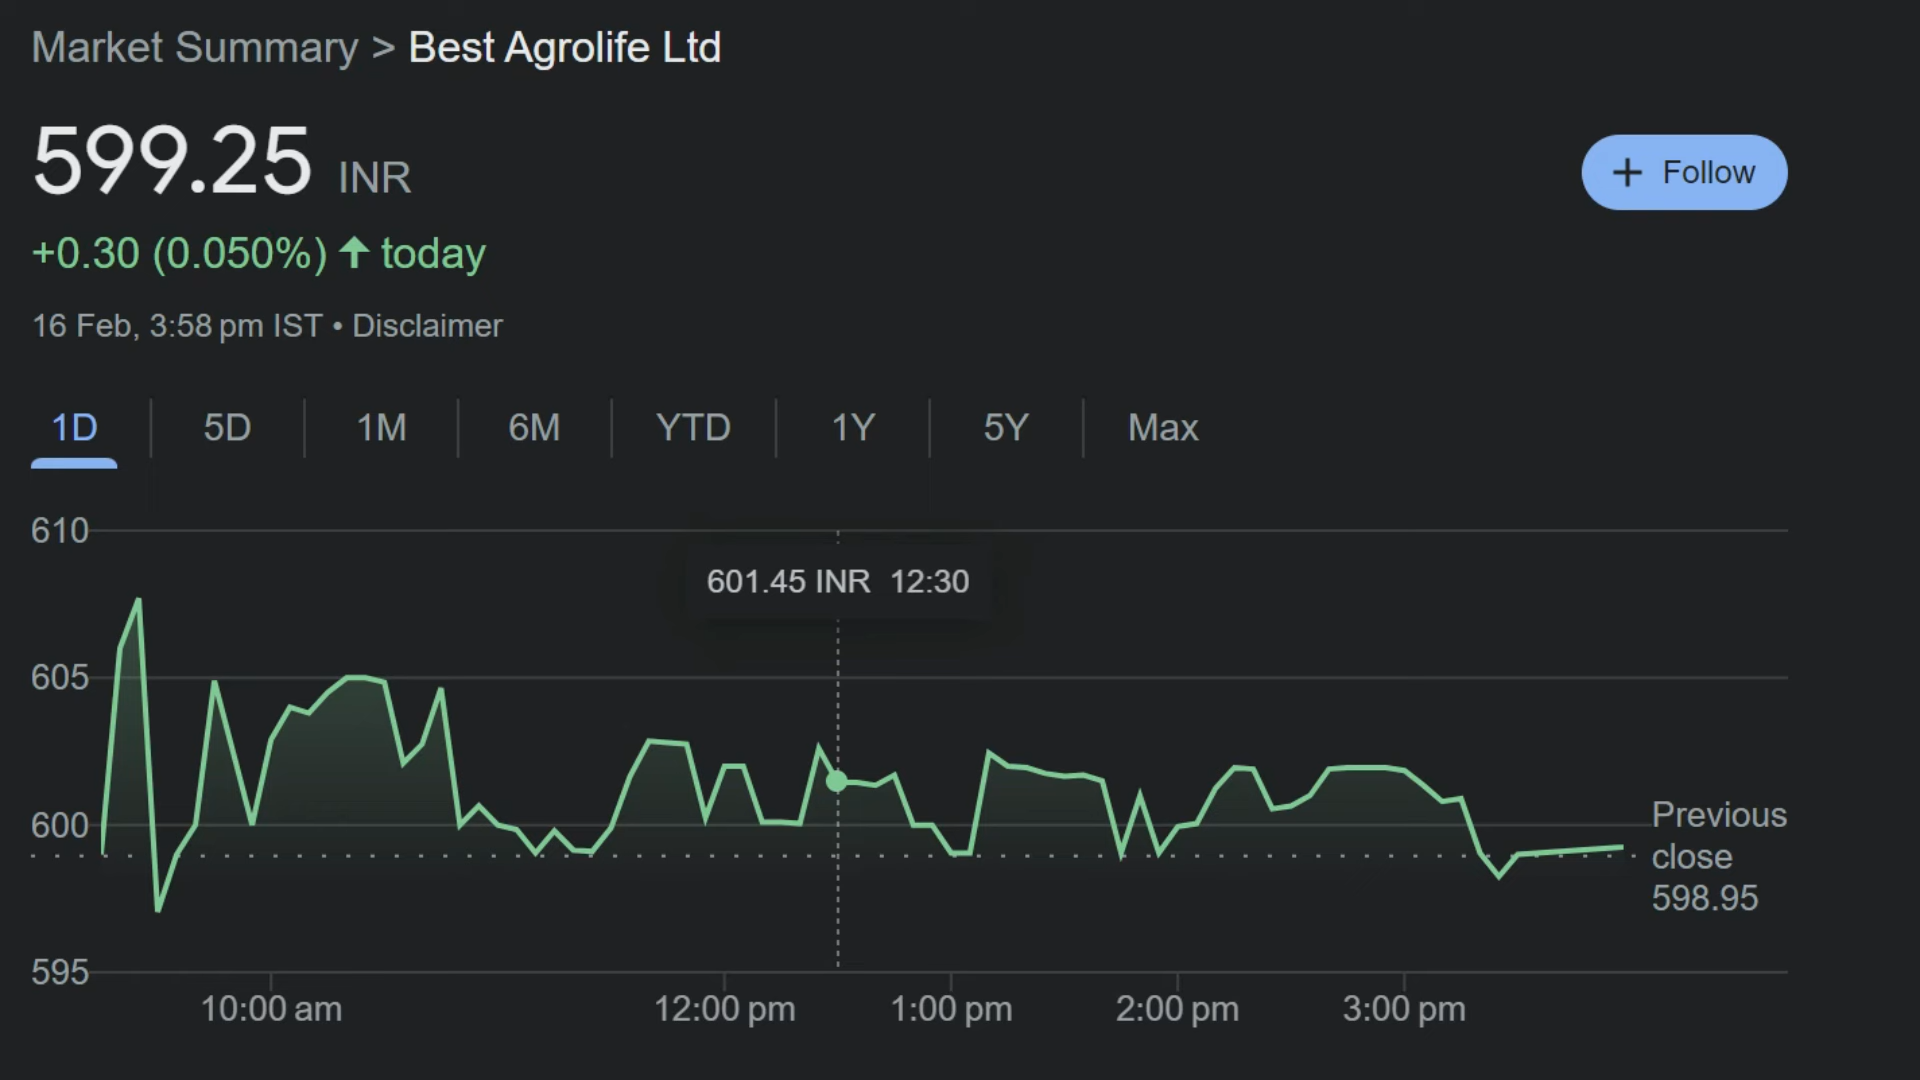 Market Summary > Best Agrolife Ltd
599.25 INR
+ Follow
+0.30 (0.050%) ↑ today
16 Feb, 3:58 pm IST • Disclaimer
1D 5D 1M 6M YTD 1Y 5Y Max
610
601.45 INR 12:30
605
600
Previous
close
598.95
595
10:00 am 12:00 pm 1:00 pm 2:00 pm 3:00 pm